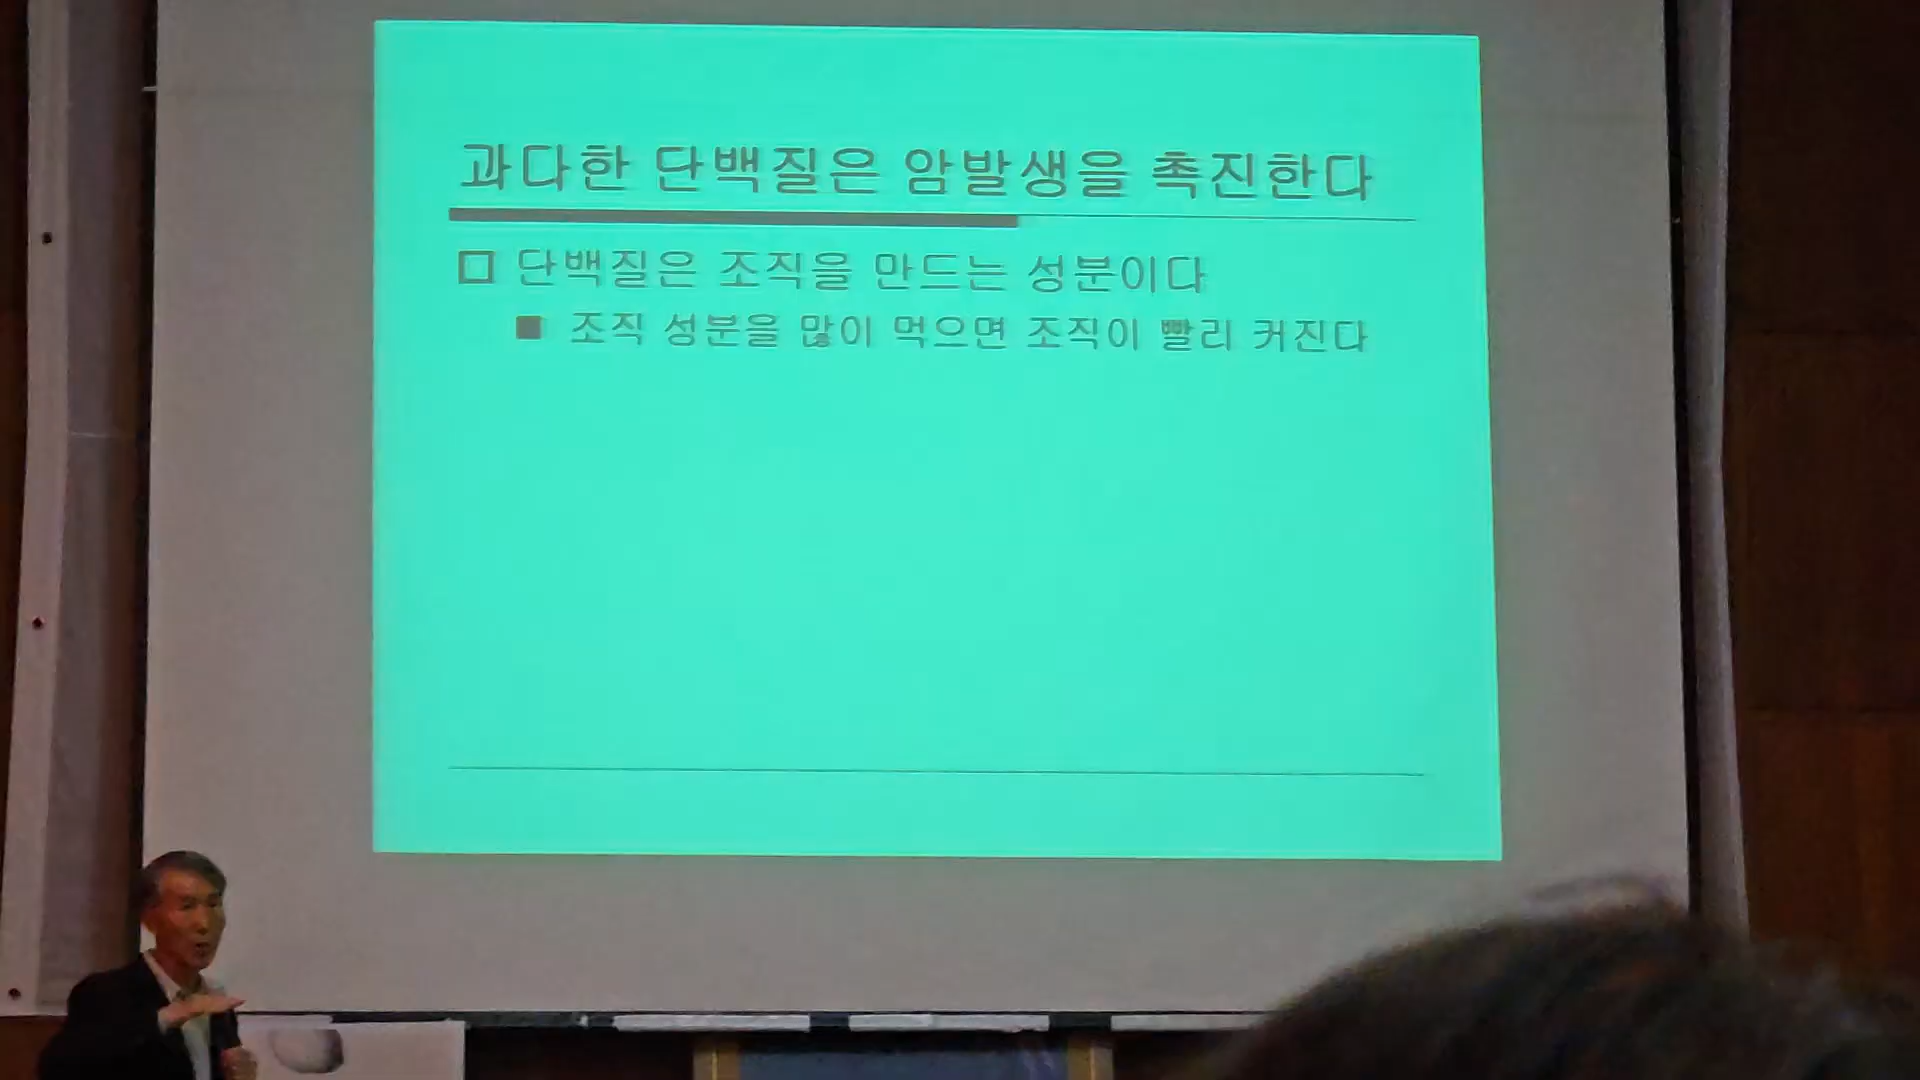 과다한 단백질은 암발생을 촉진한다
단백질은 조직을 만드는 성분이다
조직 성분을 많이 먹으면 조직이 빨리 커진다